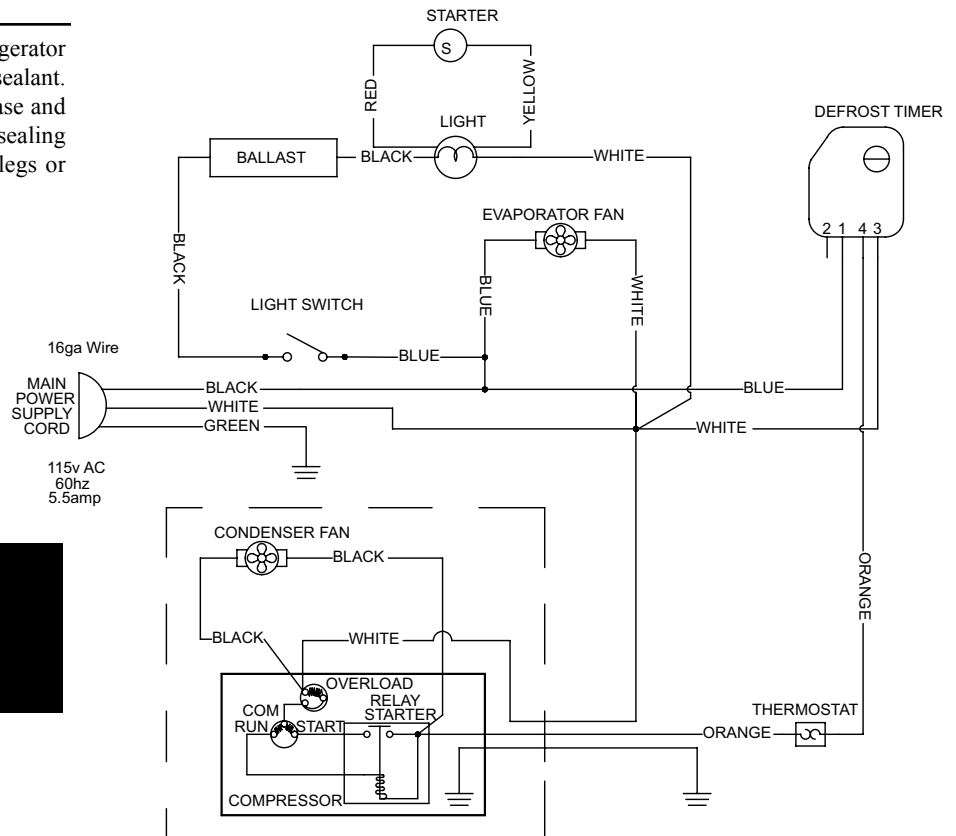 STARTER
gerator
sealant.
ase and
sealing
legs or
S
RED
YELLOW
LIGHT
DEFROST TIMER
BALLAST
BLACK
WHITE
EVAPORATOR FAN
2 1 4 3
BLACK
BLUE
WHITE
LIGHT SWITCH
16ga Wire
BLUE
MAIN
POWER
SUPPLY
CORD
BLACK
BLUE
WHITE
GREEN
WHITE
115v AC
60hz
5.5amp
CONDENSER FAN
BLACK
ORANGE
BLACK
WHITE
OVERLOAD
RELAY
STARTER
COM
RUN
START
THERMOSTAT
ORANGE
COMPRESSOR